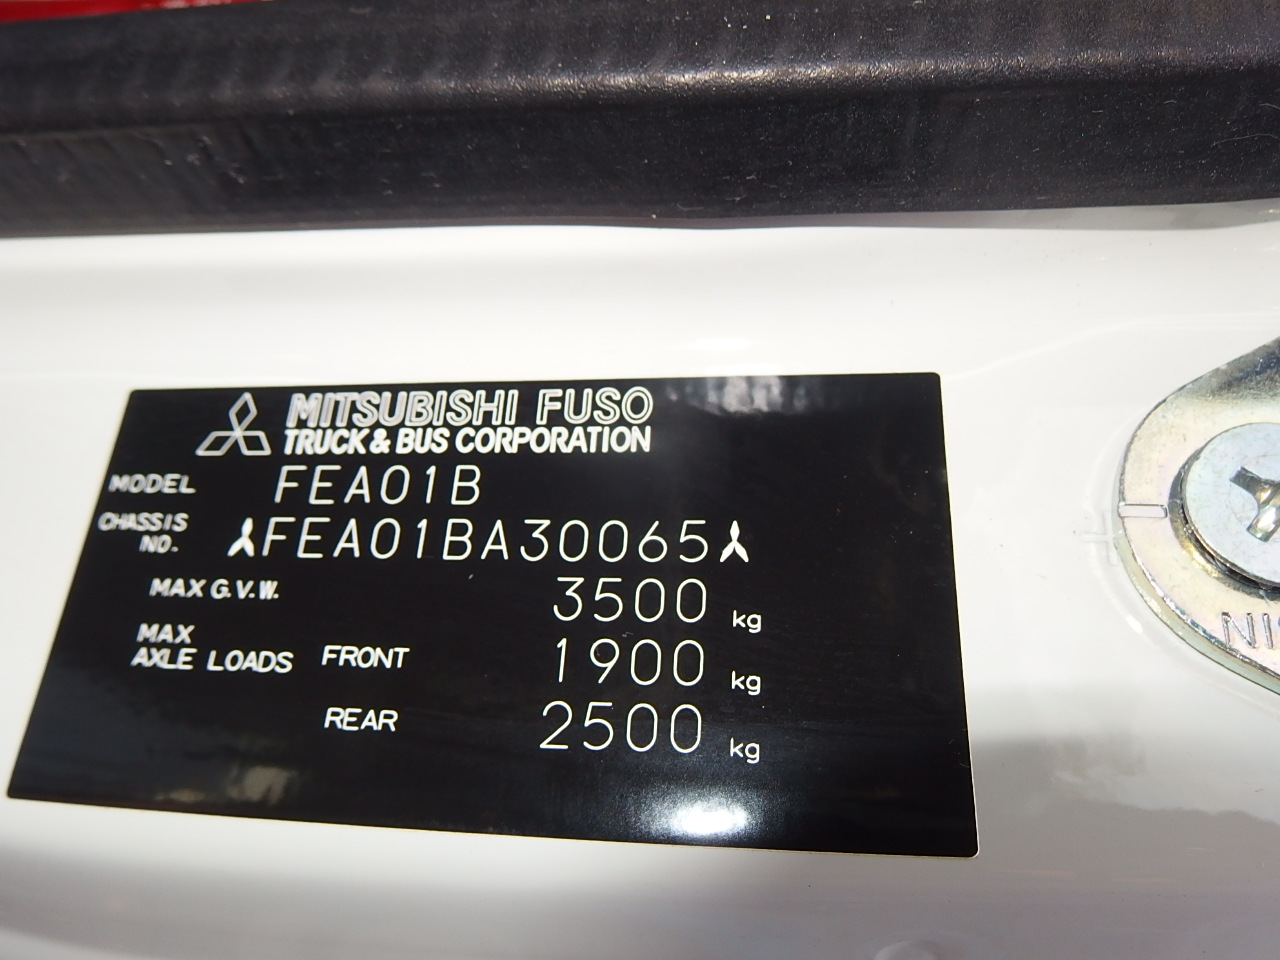 MITSUBISHI FUSO
TRUCK & BUS CORPORATION
MODEL FEA01B
CHASSIS
NO. FEA01BA30065
MAX G.V.W. 3500 kg
MAX
AXLE LOADS FRONT 1900 kg
REAR 2500 kg